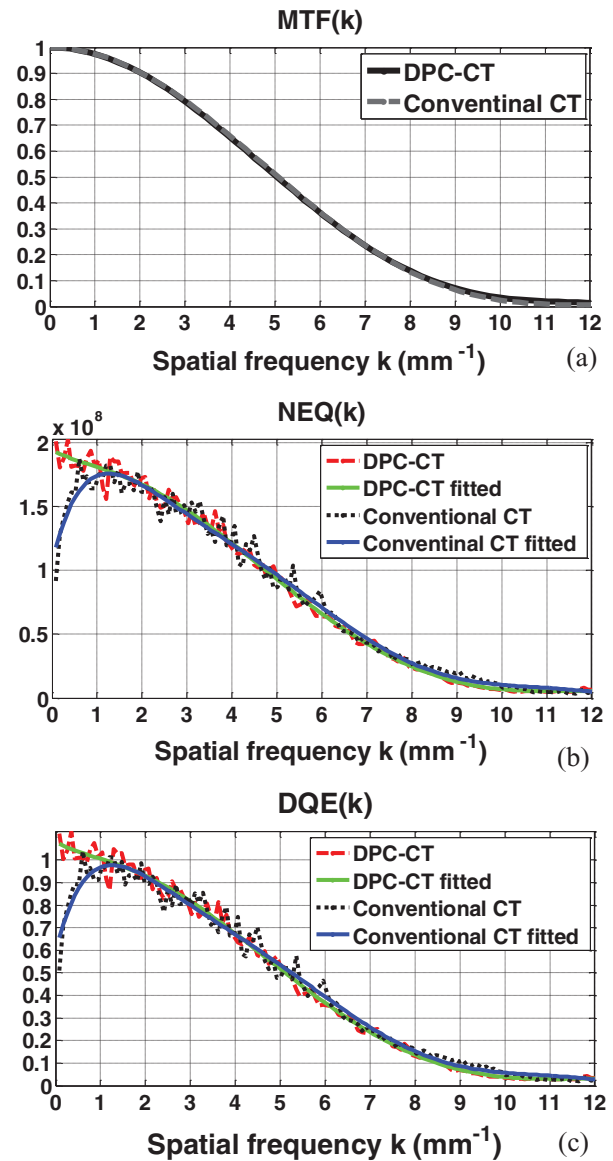 MTF(k)
1
0.9
0.8
0.7
0.6
0.5
0.4
0.3
0.2
0.1
0
DPC-CT
Conventinal CT
0 1 2 3 4 5 6 7 8 9 10 11 12
Spatial frequency k (mm⁻¹)
(a)
NEQ(k)
x 10⁸
2
1.5
1
0.5
0
DPC-CT
DPC-CT fitted
Conventional CT
Conventinal CT fitted
0 1 2 3 4 5 6 7 8 9 10 11 12
Spatial frequency k (mm⁻¹)
(b)
DQE(k)
1
0.9
0.8
0.7
0.6
0.5
0.4
0.3
0.2
0.1
0
DPC-CT
DPC-CT fitted
Conventional CT
Conventional CT fitted
0 1 2 3 4 5 6 7 8 9 10 11 12
Spatial frequency k (mm⁻¹)
(c)